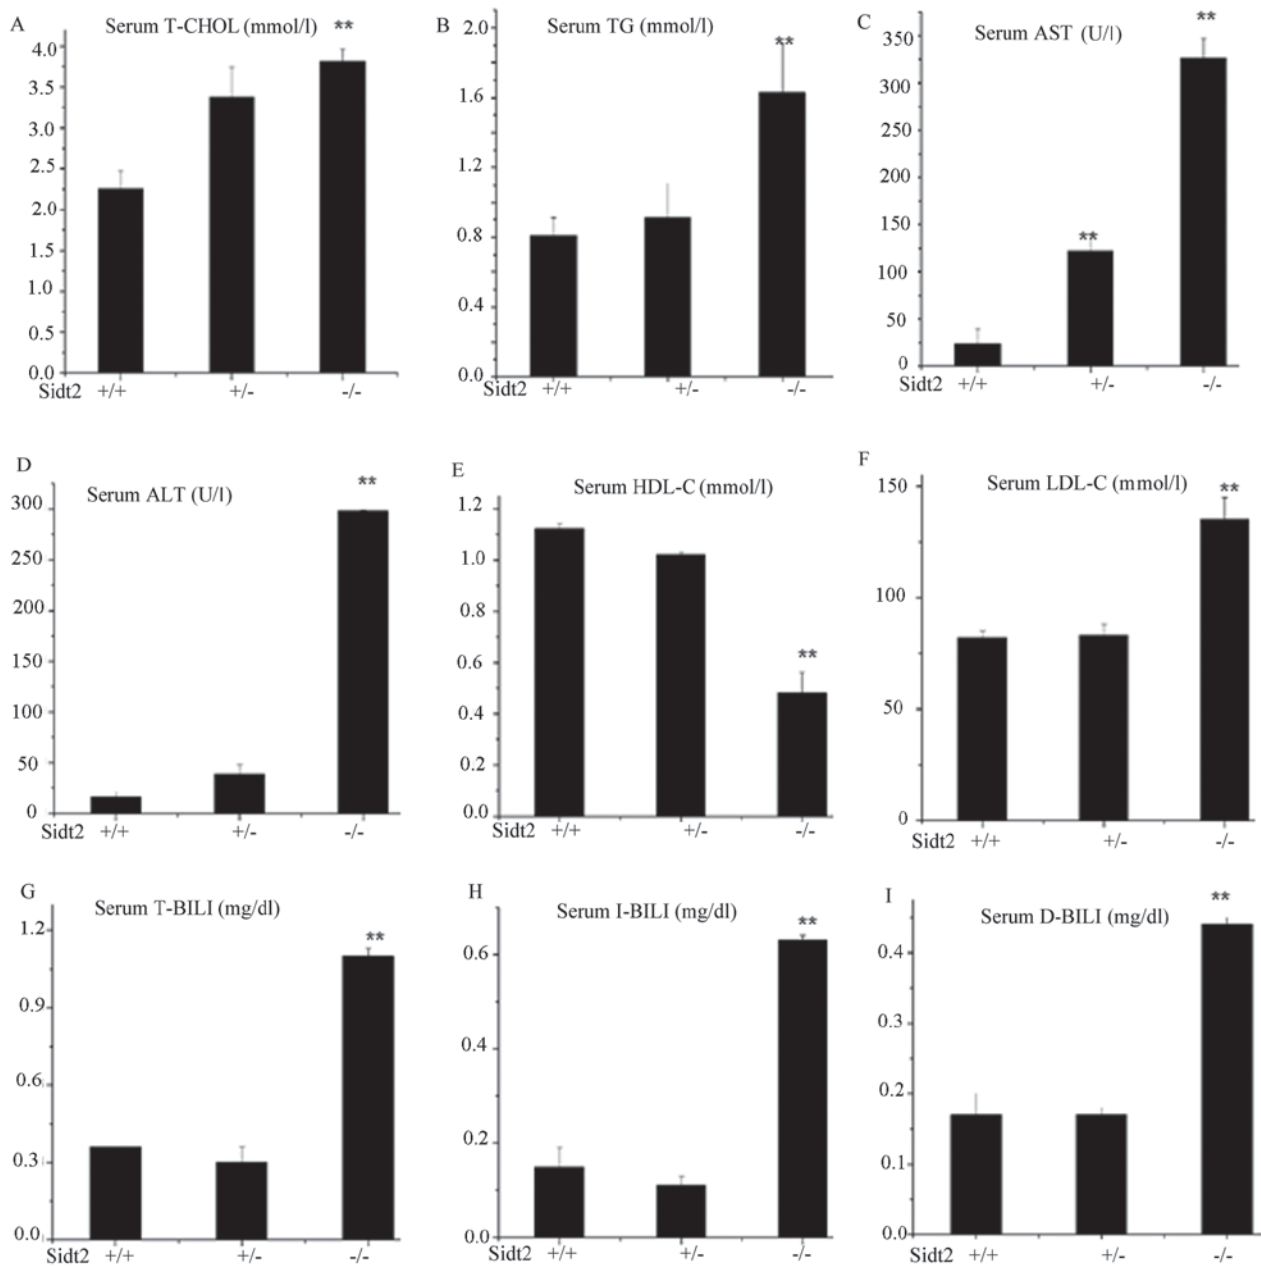 A Serum T-CHOL (mmol/l) **
4.0
3.5
3.0
2.5
2.0
1.5
1.0
0.5
0.0
Sidt2 +/+ +/- -/-
B Serum TG (mmol/l)
2.0
**
1.6
1.2
0.8
0.4
0.0
Sidt2 +/+ +/- -/-
C Serum AST (U/l) **
350
300
250
200
150
**
100
50
0
Sidt2 +/+ +/- -/-
D
Serum ALT (U/l) **
300
250
200
150
100
50
0
Sidt2 +/+ +/- -/-
E
Serum HDL-C (mmol/l)
1.2
1.0
0.8
**
0.6
0.4
0.2
0.0
Sidt2 +/+ +/- -/-
F
Serum LDL-C (mmol/l) **
150
100
50
0
Sidt2 +/+ +/- -/-
G
Serum T-BILI (mg/dl)
1.2 **
0.9
0.6
0.3
0.0
Sidt2 +/+ +/- -/-
H
Serum I-BILI (mg/dl) **
0.6
0.4
0.2
0.0
Sidt2 +/+ +/- -/-
I **
Serum D-BILI (mg/dl)
0.4
0.3
0.2
0.1
0.0
Sidt2 +/+ +/- -/-